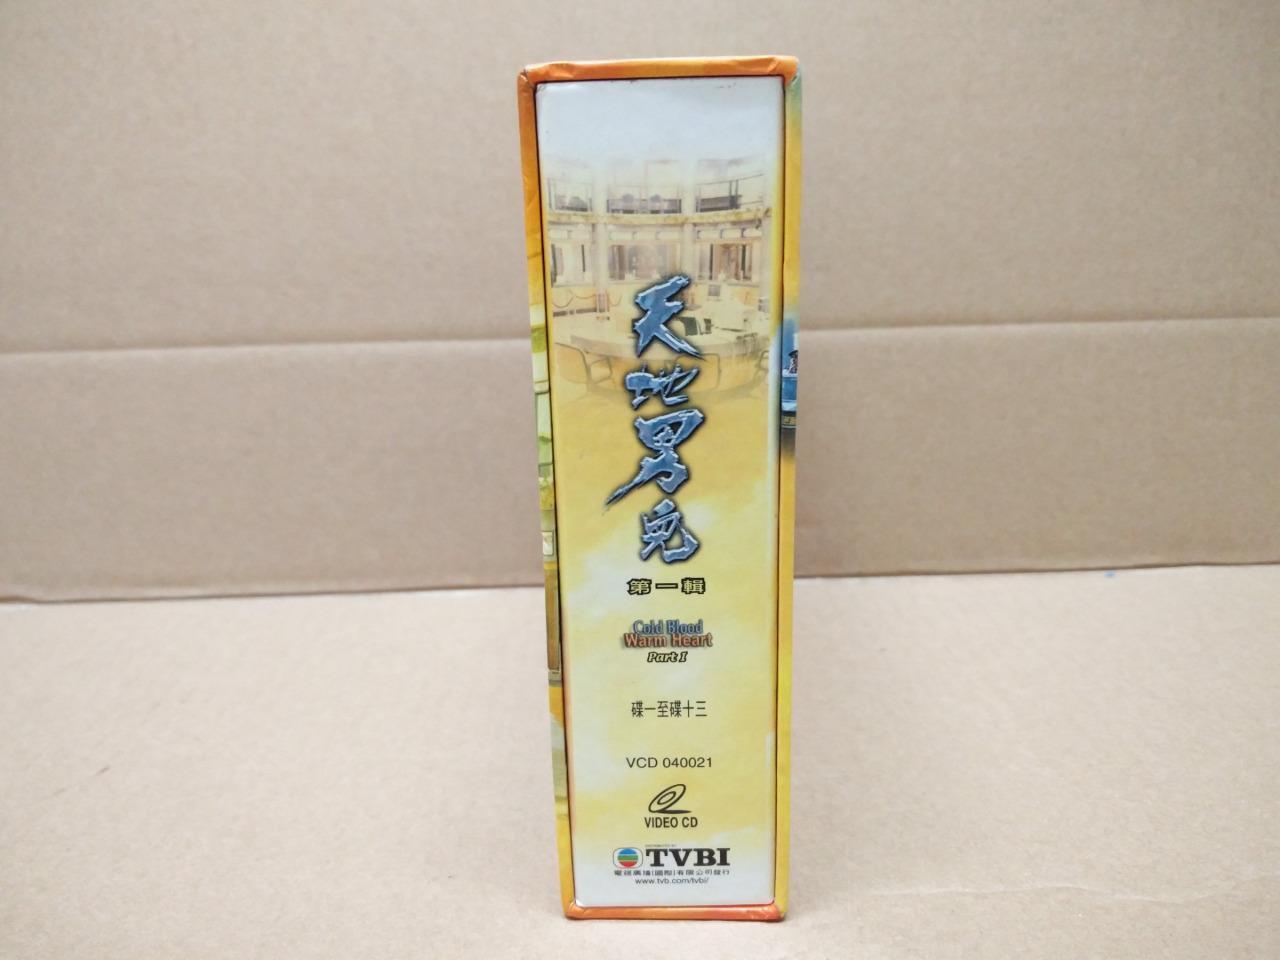 天地男兒
第一輯
Cold Blood
Warm Heart
Part I
碟一至碟十三
VCD 040021
VIDEO CD
DISTRIBUTED BY
TVBI
電視廣播(國際)有限公司發行
www.tvb.com/tvbi/